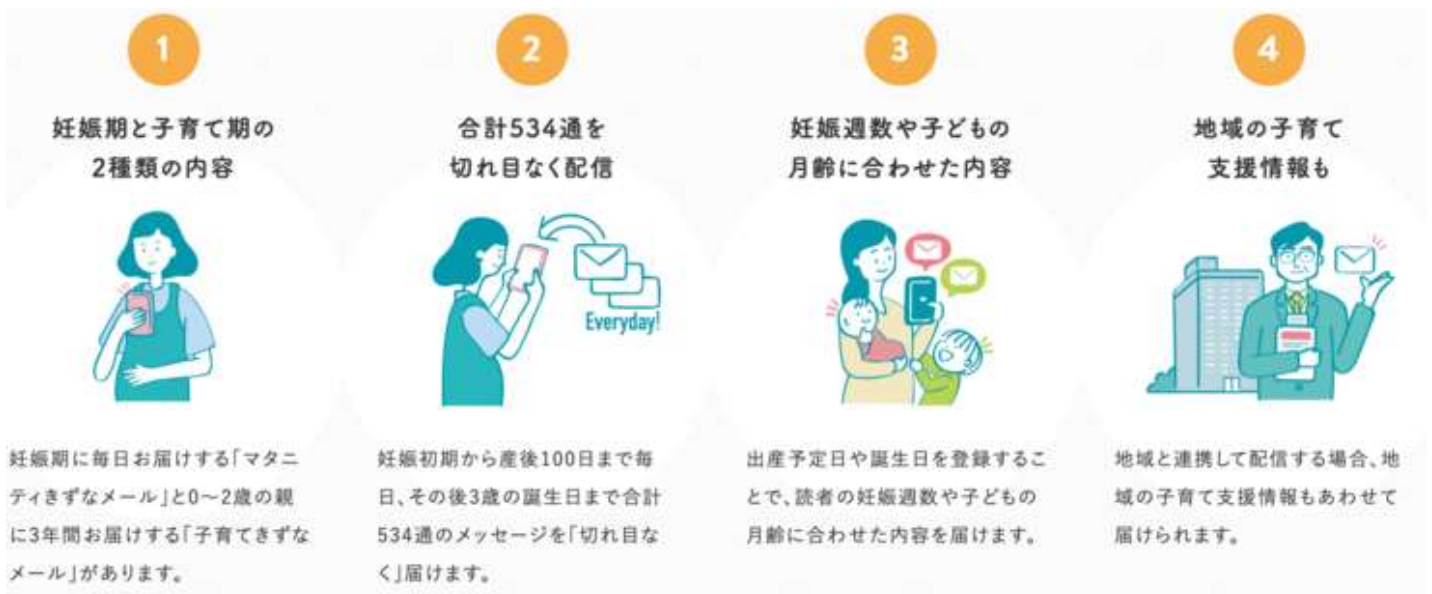 1
妊娠期と子育て期の
2種類の内容
妊娠期に毎日お届けする「マタニ
ティきずなメール」と0〜2歳の親
に3年間お届けする「子育てきずな
メール」があります。
2
合計534通を
切れ目なく配信
Everyday!
妊娠初期から産後100日まで毎
日、その後3歳の誕生日まで合計
534通のメッセージを「切れ目な
く」届けます。
3
妊娠週数や子どもの
月齢に合わせた内容
出産予定日や誕生日を登録するこ
とで、読者の妊娠週数や子どもの
月齢に合わせた内容を届けます。
4
地域の子育て
支援情報も
地域と連携して配信する場合、地
域の子育て支援情報もあわせて
届けられます。